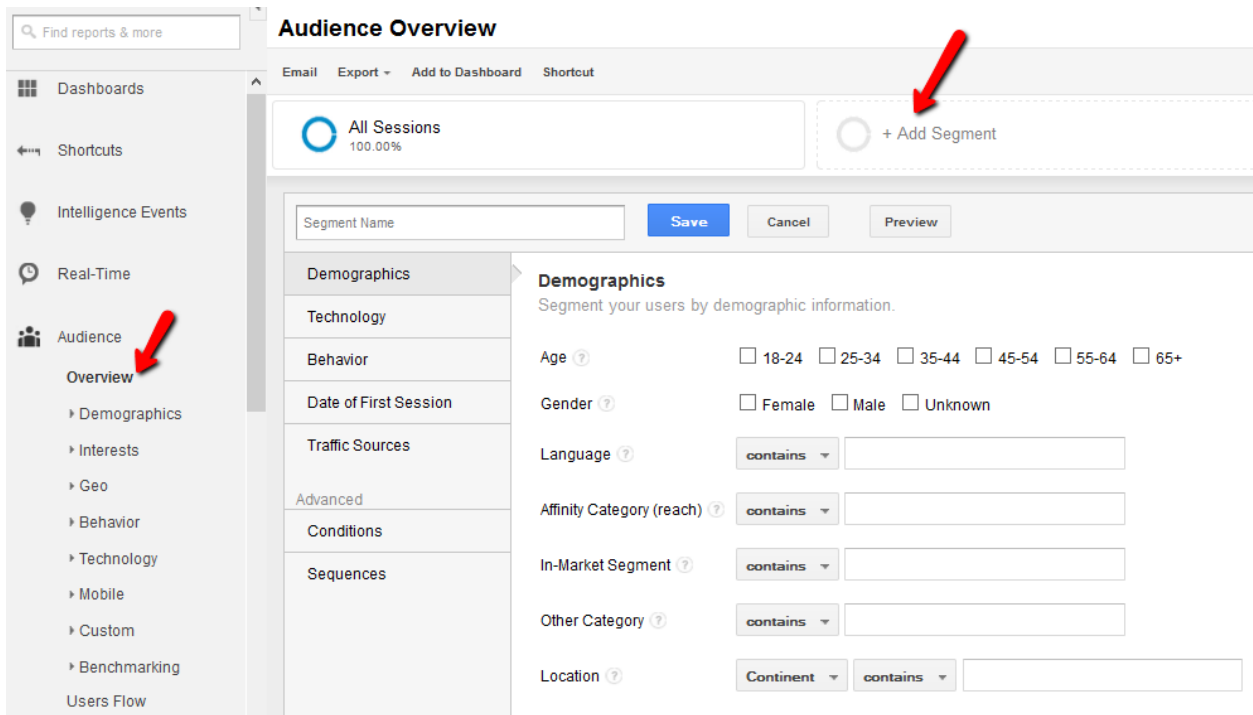 Find reports & more
Dashboards
Shortcuts
Intelligence Events
Real-Time
Audience
Overview
Demographics
Interests
Geo
Behavior
Technology
Mobile
Custom
Benchmarking
Users Flow
Audience Overview
Email Export Add to Dashboard Shortcut
All Sessions
100.00%
+ Add Segment
Segment Name Save Cancel Preview
Demographics
Technology
Behavior
Date of First Session
Traffic Sources
Advanced
Conditions
Sequences
Demographics
Segment your users by demographic information.
Age ? 18-24 25-34 35-44 45-54 55-64 65+
Gender ? Female Male Unknown
Language ? contains
Affinity Category (reach) ? contains
In-Market Segment ? contains
Other Category ? contains
Location ? Continent contains